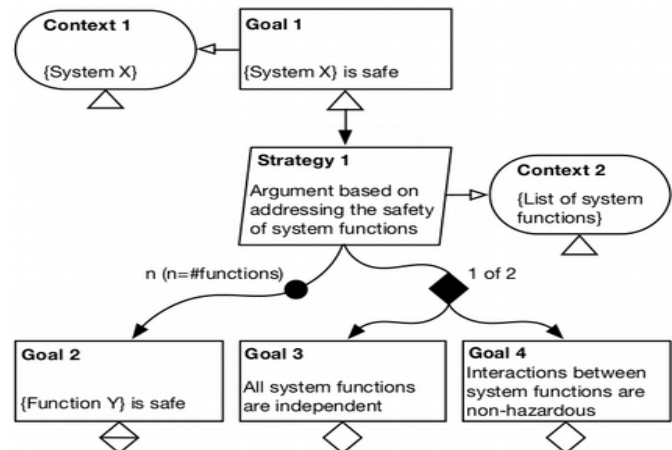 Context 1
{System X}
Goal 1
{System X} is safe
Strategy 1
Argument based on
addressing the safety
of system functions
Context 2
{List of system
functions}
n (n=#functions)
1 of 2
Goal 2
{Function Y} is safe
Goal 3
All system functions
are independent
Goal 4
Interactions between
system functions are
non-hazardous